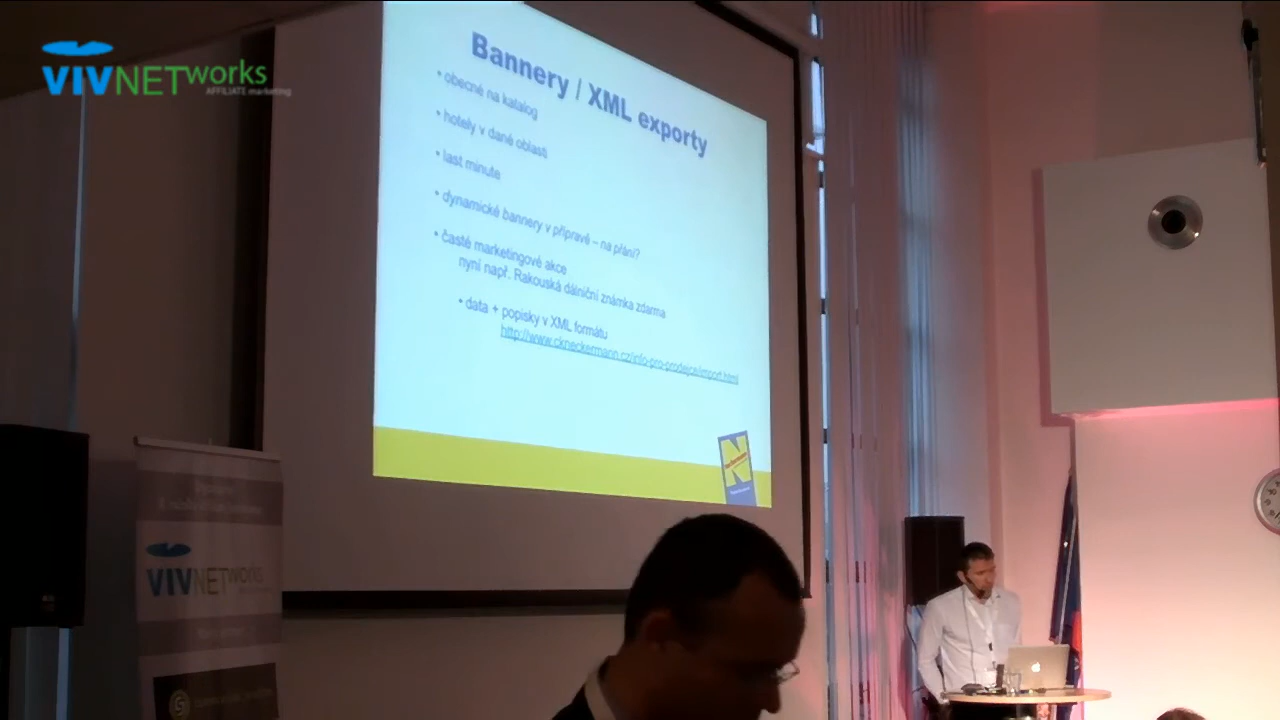 VIVNETworks
AFFILIATE marketing
Bannery / XML exporty
• obecné na katalog
• hotely v dané oblasti
• last minute
• dynamické bannery v přípravě – na přání?
• časté marketingové akce
nyní např. Rakouská dálniční známka zdarma
• data + popisky v XML formátu
http://www.ckneckermann.cz/info-pro-prodejce/import.html
N
Neckermann
VIVNETworks